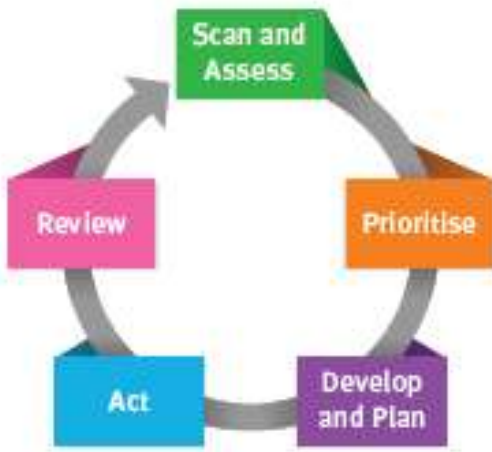 Scan and
Assess
Prioritise
Develop
and Plan
Act
Review